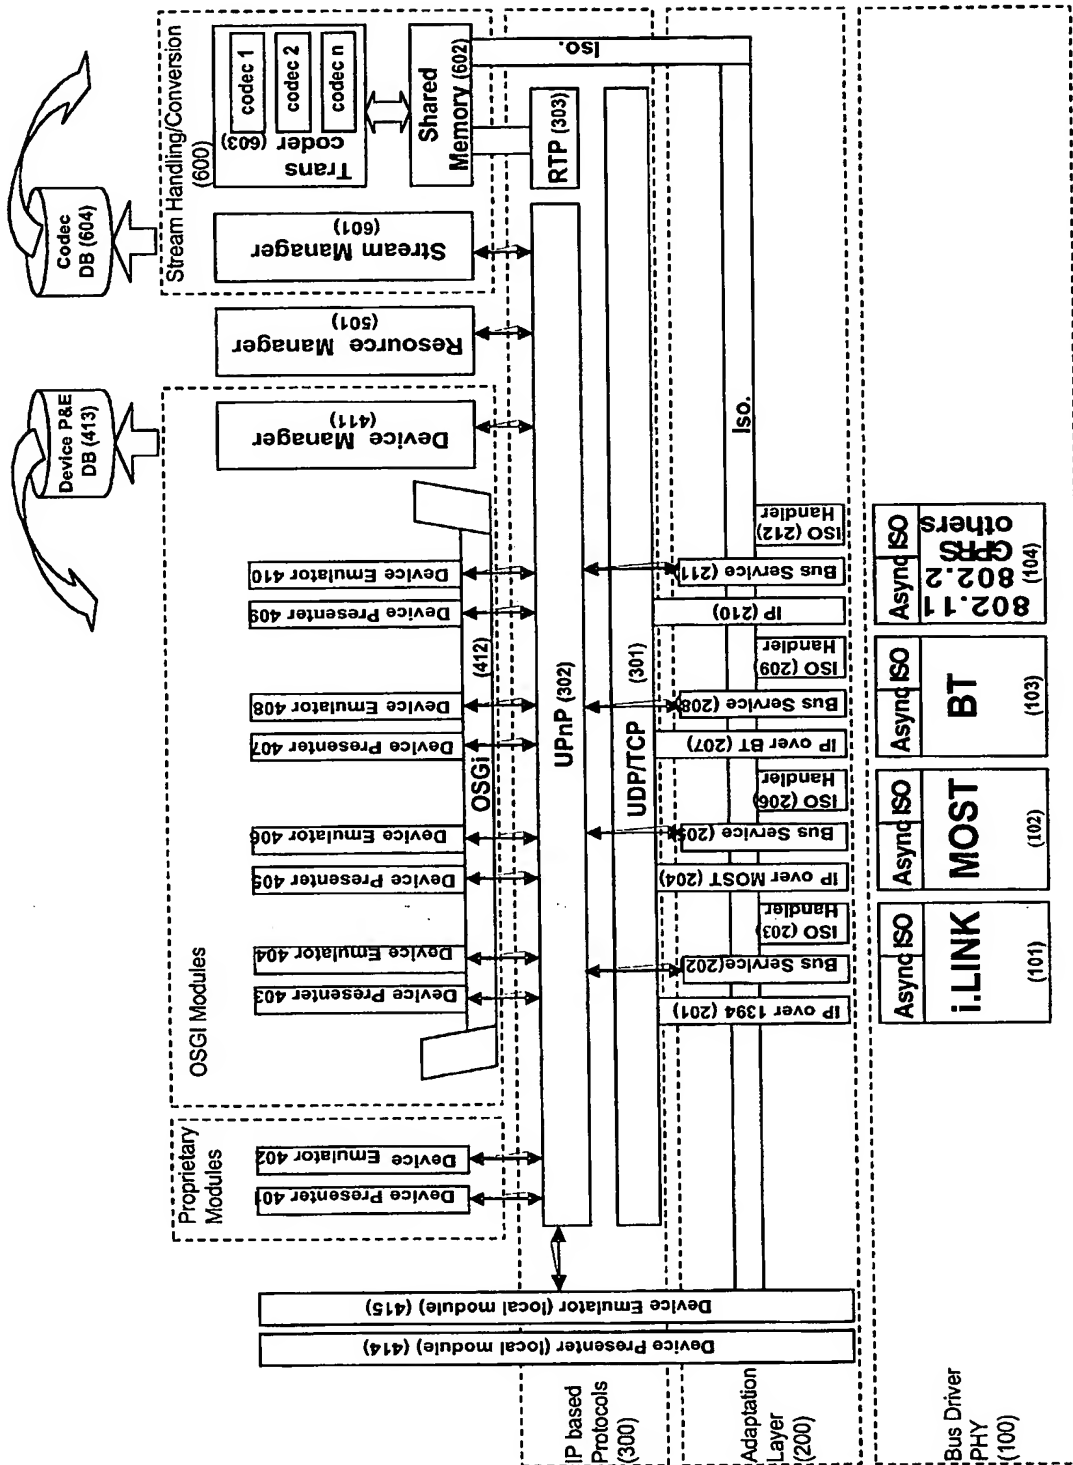 Codec
DB (604)
Device P&E
DB (413)
Stream Handling/Conversion
(600)
codec 1
codec 2
codec n
Trans
coder (603)
Shared
Memory (602)
Stream Manager
(601)
Resource Manager
(501)
OSGI Modules
Device Manager
(411)
Device Presenter 403
Device Emulator 404
Device Presenter 405
Device Emulator 406
Device Presenter 407
Device Emulator 408
Device Presenter 409
Device Emulator 410
OSGi
(412)
Proprietary
Modules
Device Presenter 401
Device Emulator 402
Device Presenter (local module) (414)
Device Emulator (local module) (415)
IP based
Protocols
(300)
UPnP (302)
RTP (303)
UDP/TCP (301)
Iso.
Iso.
Adaptation
Layer
(200)
IP over 1394 (201)
Bus Service(202)
ISO (203)
Handler
IP over MOST (204)
Bus Service (205
ISO (206)
Handler
IP over BT (207)
Bus Service (208)
ISO (209)
Handler
IP (210)
Bus Service (211)
ISO (212)
Handler
Bus Driver
PHY
(100)
Async ISO
i.LINK
(101)
Async ISO
MOST
(102)
Async ISO
BT
(103)
Async ISO
802.11
802.2
GPRS
others
(104)